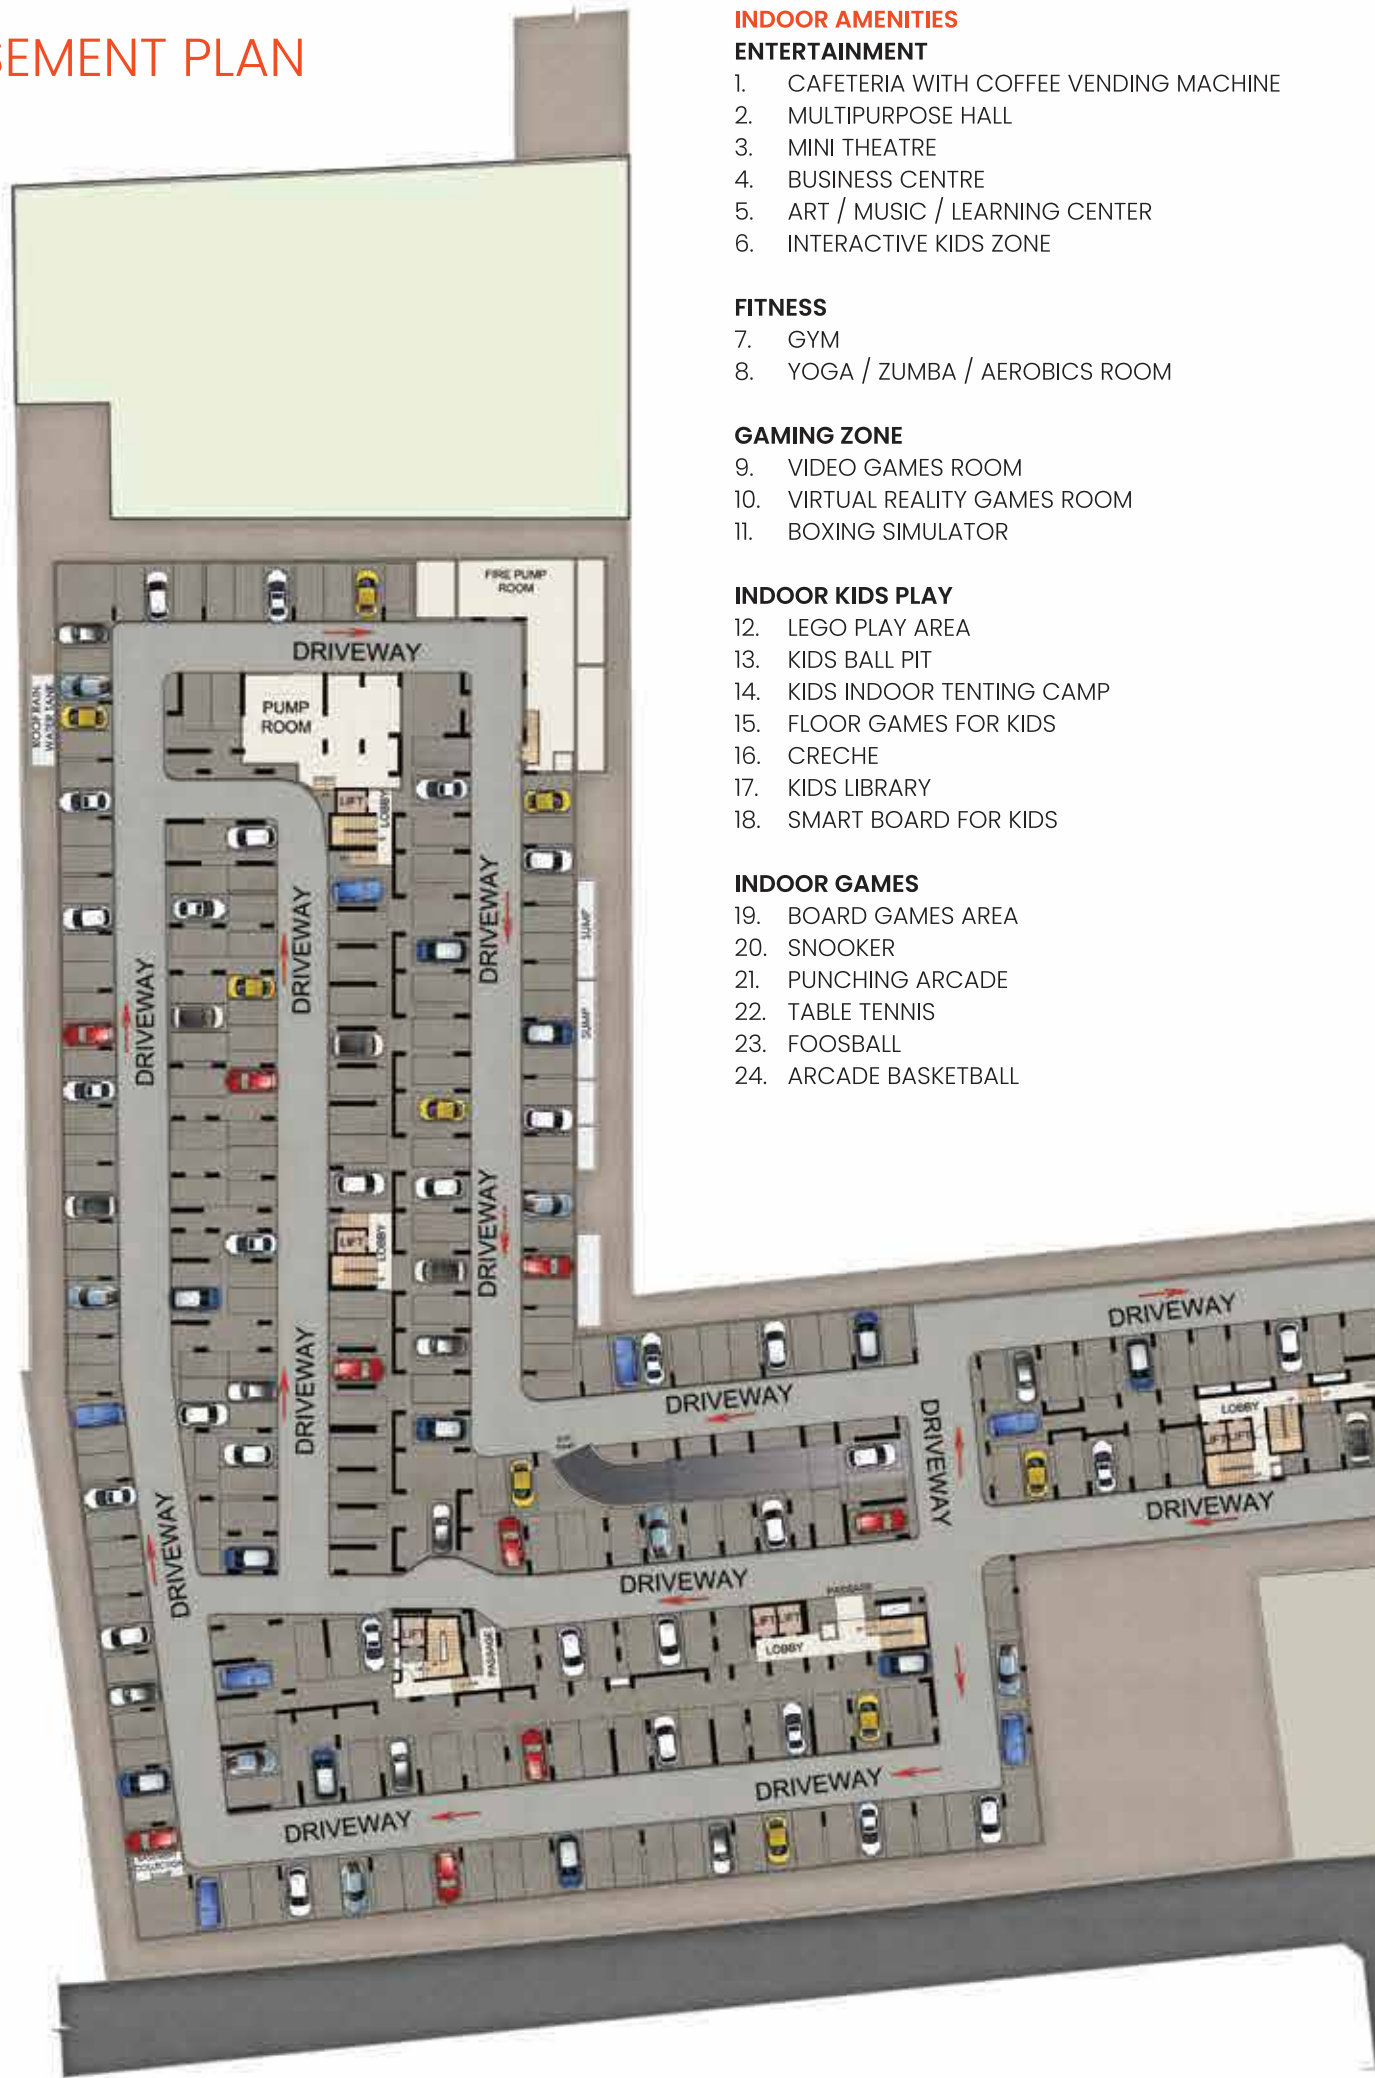 SEMENT PLAN
INDOOR AMENITIES
ENTERTAINMENT
1. CAFETERIA WITH COFFEE VENDING MACHINE
2. MULTIPURPOSE HALL
3. MINI THEATRE
4. BUSINESS CENTRE
5. ART / MUSIC / LEARNING CENTER
6. INTERACTIVE KIDS ZONE
FITNESS
7. GYM
8. YOGA / ZUMBA / AEROBICS ROOM
GAMING ZONE
9. VIDEO GAMES ROOM
10. VIRTUAL REALITY GAMES ROOM
11. BOXING SIMULATOR
INDOOR KIDS PLAY
12. LEGO PLAY AREA
13. KIDS BALL PIT
14. KIDS INDOOR TENTING CAMP
15. FLOOR GAMES FOR KIDS
16. CRECHE
17. KIDS LIBRARY
18. SMART BOARD FOR KIDS
INDOOR GAMES
19. BOARD GAMES AREA
20. SNOOKER
21. PUNCHING ARCADE
22. TABLE TENNIS
23. FOOSBALL
24. ARCADE BASKETBALL
FIRE PUMP
ROOM
DRIVEWAY
ROOF RAIN
WATER TANK
PUMP
ROOM
LIFT
LOBBY
DRIVEWAY
DRIVEWAY
DRIVEWAY
SUMP
SUMP
LIFT
LOBBY
DRIVEWAY
DRIVEWAY
DRIVEWAY
DRIVEWAY
DRIVEWAY
LOBBY
LIFT LIFT
DRIVEWAY
DRIVEWAY
DRIVEWAY
DRIVEWAY
PASSAGE
LIFT
PASSAGE
LIFT LIFT
LOBBY
DRIVEWAY
DRIVEWAY